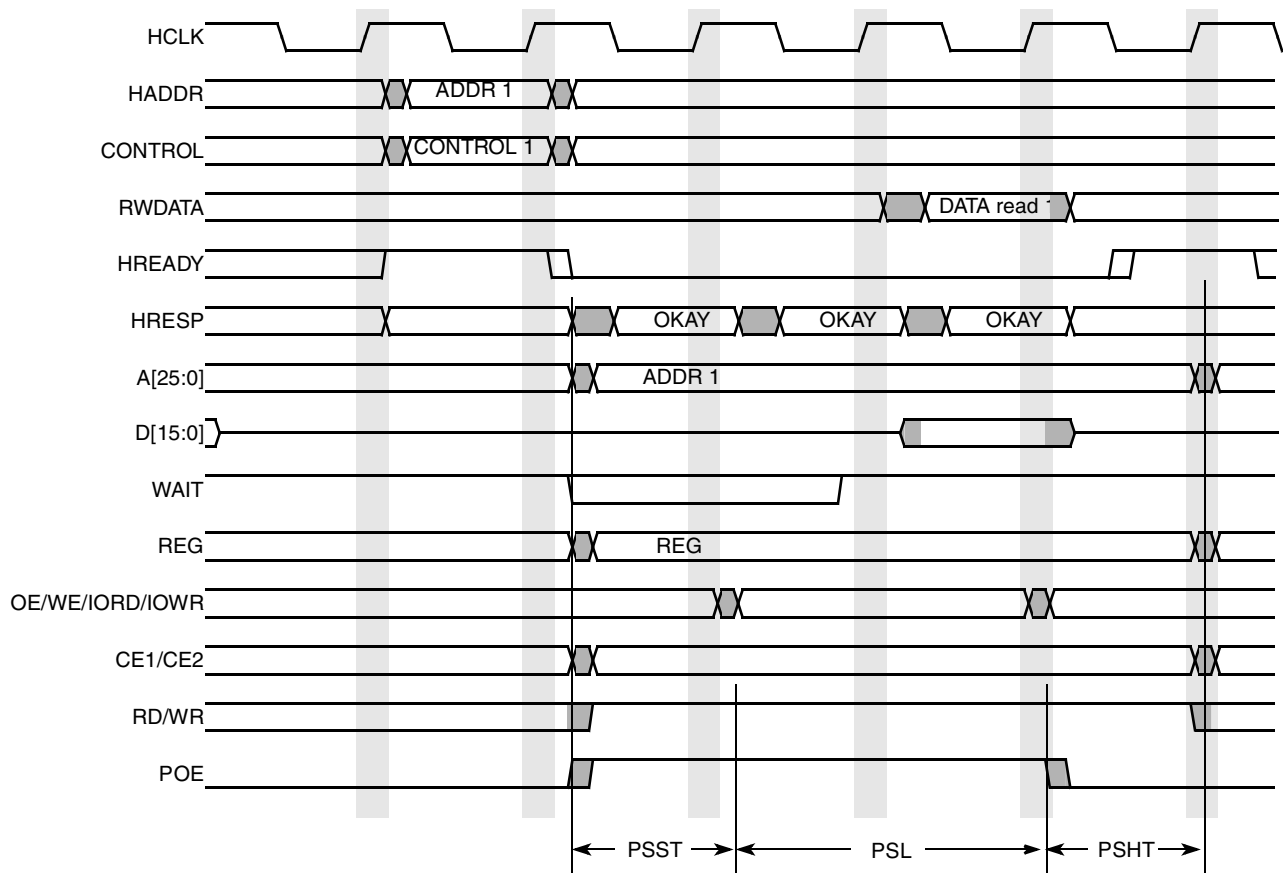 HCLK
HADDR ADDR 1
CONTROL CONTROL 1
RWDATA DATA read 1
HREADY
HRESP OKAY OKAY OKAY
A[25:0] ADDR 1
D[15:0]
WAIT
REG REG
OE/WE/IORD/IOWR
CE1/CE2
RD/WR
POE
PSST PSL PSHT